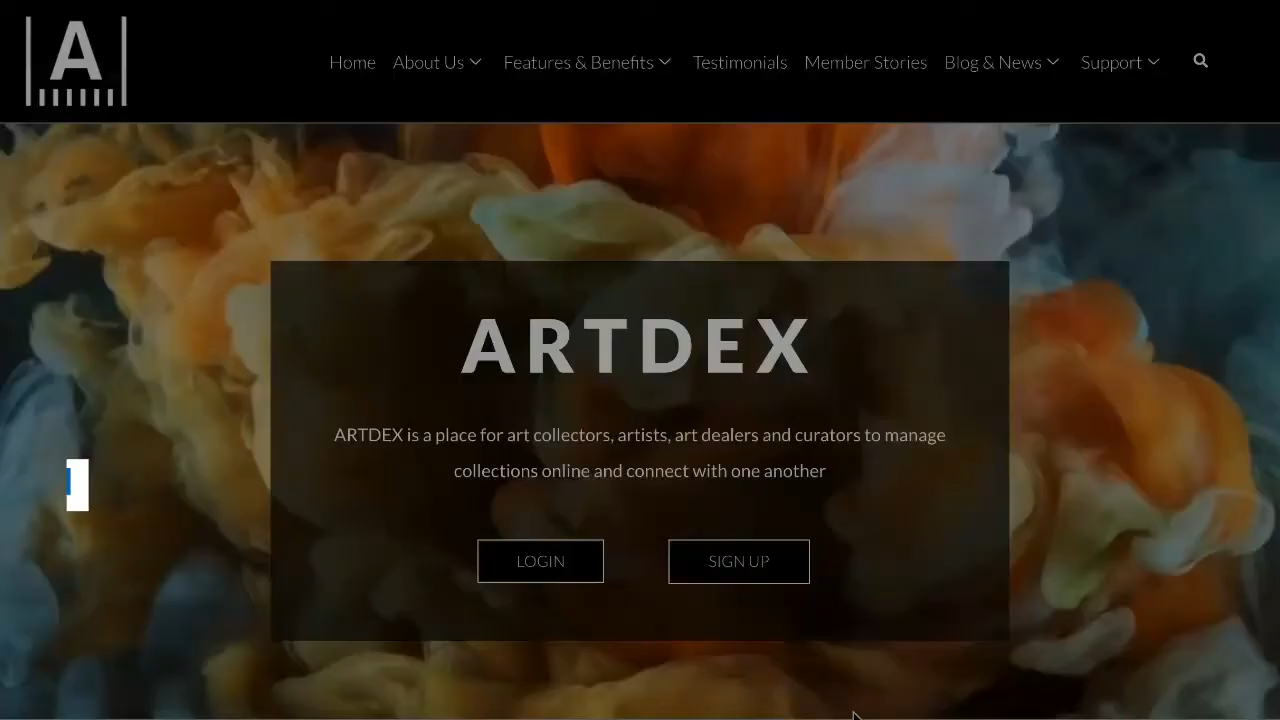 A
Home About Us Features & Benefits Testimonials Member Stories Blog & News Support
ARTDEX
ARTDEX is a place for art collectors, artists, art dealers and curators to manage
collections online and connect with one another
LOGIN SIGN UP